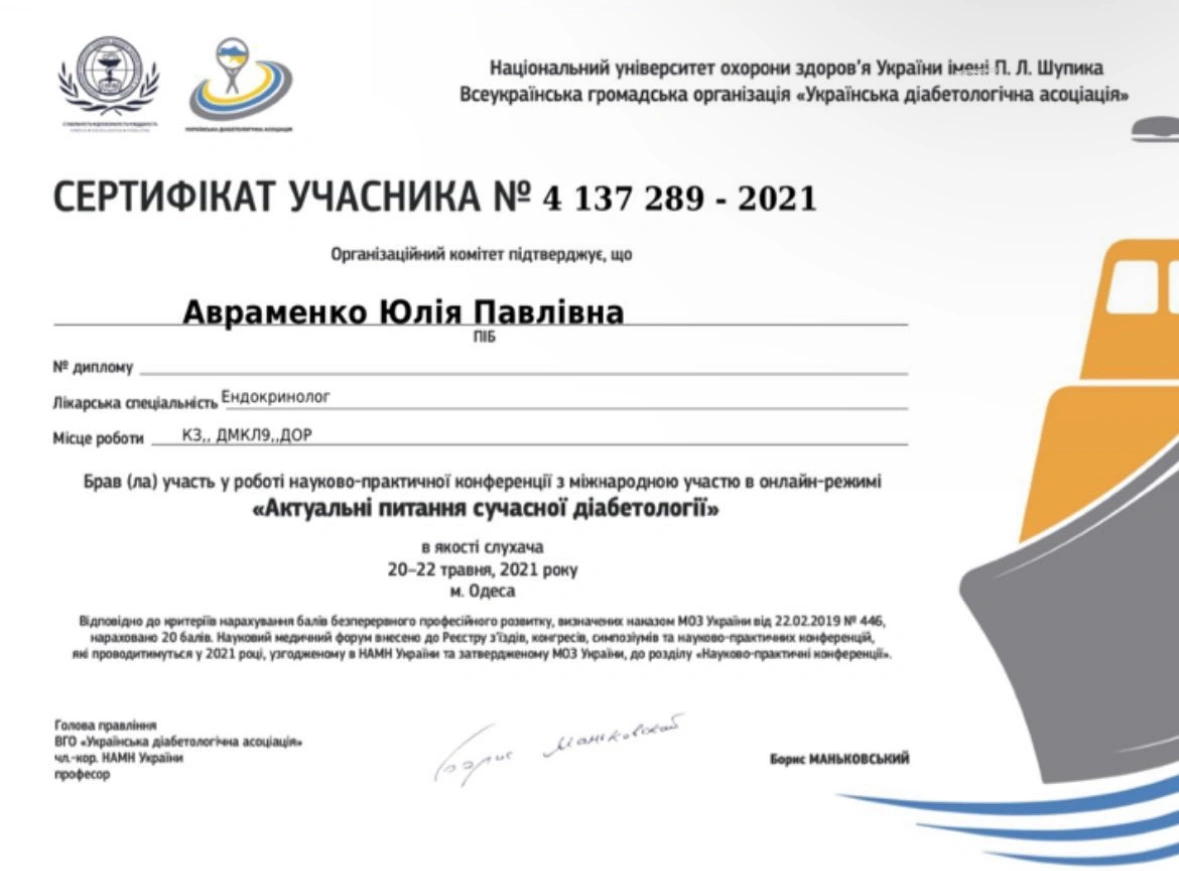 Національний університет охорони здоров'я України імені П. Л. Шупика
Всеукраїнська громадська організація «Українська діабетологічна асоціація»
УКРАЇНСЬКА ДІАБЕТОЛОГІЧНА АСОЦІАЦІЯ
СЕРТИФІКАТ УЧАСНИКА № 4 137 289 - 2021
Організаційний комітет підтверджує, що
Авраменко Юлія Павлівна
ПІБ
№ диплому
Лікарська спеціальність Ендокринолог
Місце роботи КЗ,, ДМКЛ9,,ДОР
Брав (ла) участь у роботі науково-практичної конференції з міжнародною участю в онлайн-режимі
«Актуальні питання сучасної діабетології»
в якості слухача
20–22 травня, 2021 року
м. Одеса
Відповідно до критеріїв нарахування балів безперервного професійного розвитку, визначених наказом МОЗ України від 22.02.2019 № 446,
нараховано 20 балів. Науковий медичний форум внесено до Реєстру з'їздів, конгресів, симпозіумів та науково-практичних конференцій,
які проводитимуться у 2021 році, узгодженому в НАМН України та затвердженому МОЗ України, до розділу «Науково-практичні конференції».
Голова правління
ВГО «Українська діабетологічна асоціація»
чл.-кор. НАМН України
професор
Борис Маньковский
Борис МАНЬКОВСЬКИЙ